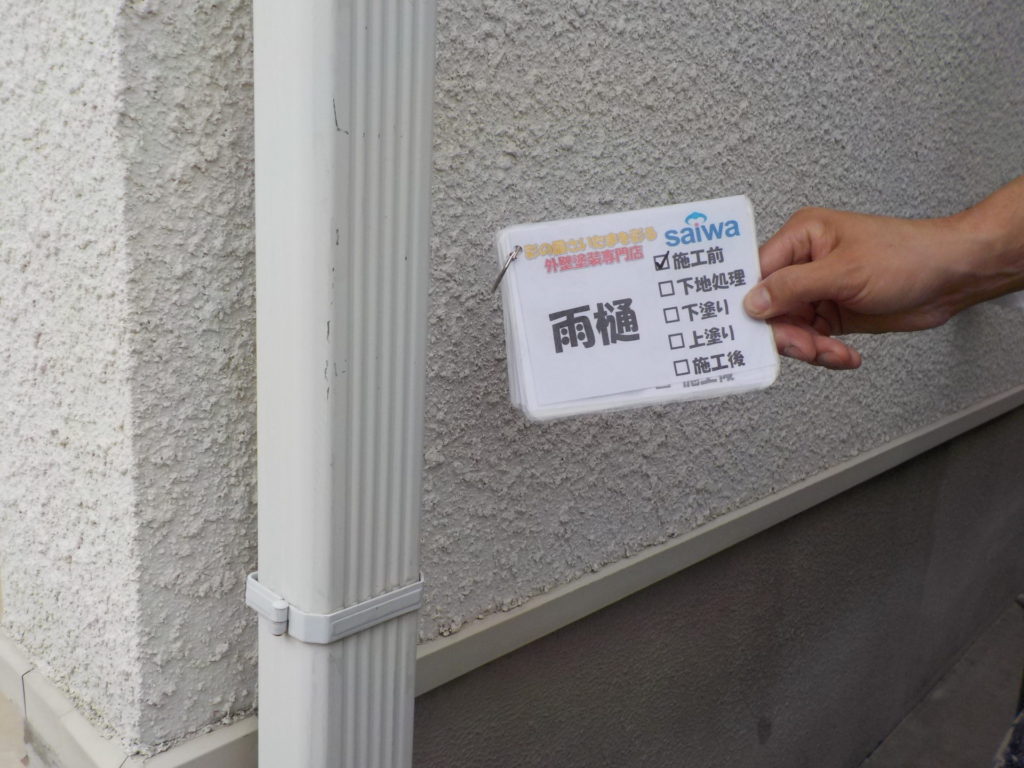 saiwa
外壁塗装専門店
雨樋
☑施工前
□下地処理
□下塗り
□上塗り
□施工後